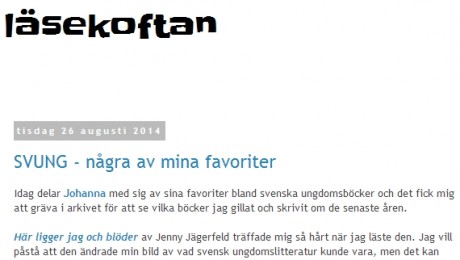 läsekoftan
tisdag 26 augusti 2014
SVUNG - några av mina favoriter
Idag delar Johanna med sig av sina favoriter bland svenska ungdomsböcker och det fick mig
att gräva i arkivet för att se vilka böcker jag gillat och skrivit om de senaste åren.
Här ligger jag och blöder av Jenny Jägerfeld träffade mig så hårt när jag läste den. Jag vill
påstå att den ändrade min bild av vad svensk ungdomslitteratur kunde vara, men det kan